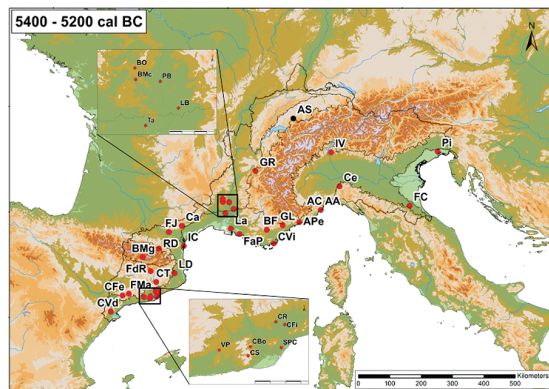 5400 - 5200 cal BC
N
BO
BMc
PB
LB
Ta
AS
IV
Pi
GR
Ce
FC
AC AA
La
BF
GL
APe
FaP
CVi
FJ
Ca
IC
BMg
RD
FdR
CT
LD
CFe
FMa
CVd
CR
CFi
VP
CBo
CS
SPC
Kilometers
0
100
200
300
400
500